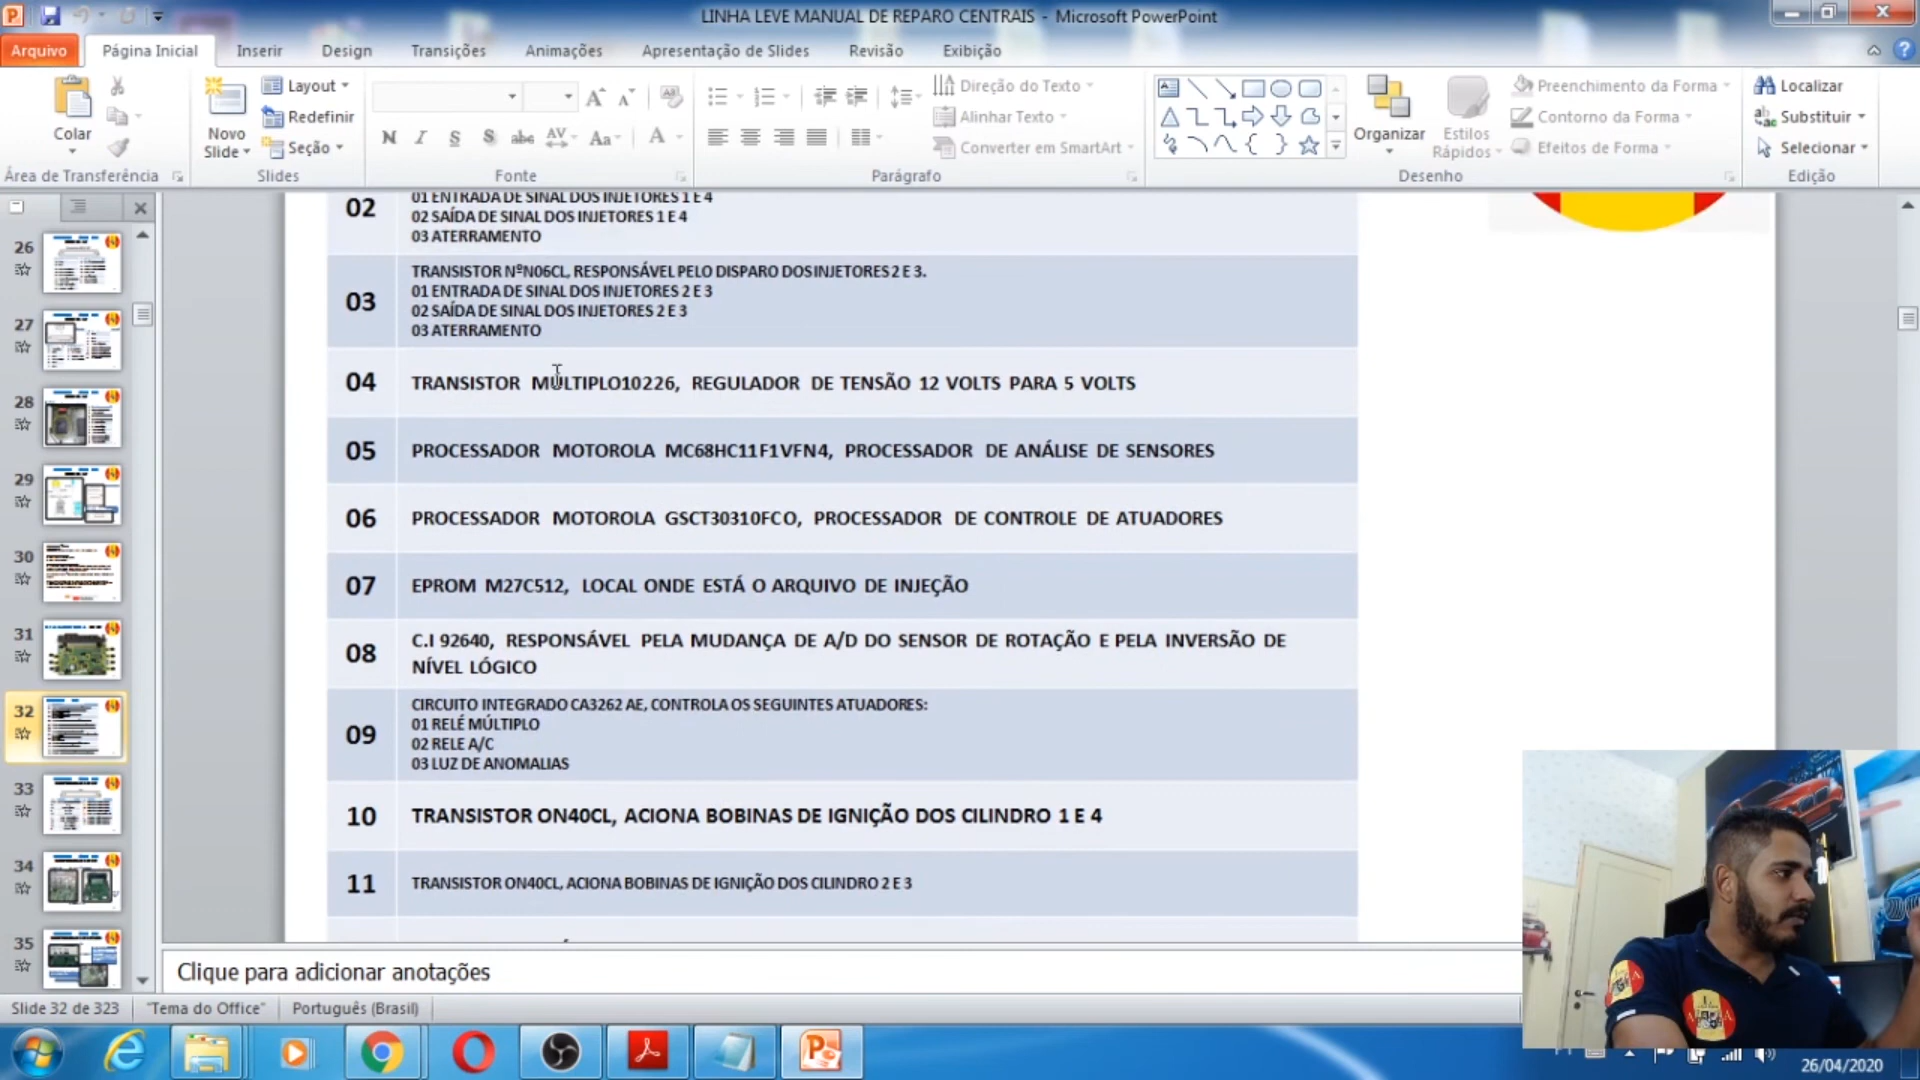 LINHA LEVE MANUAL DE REPARO CENTRAIS - Microsoft PowerPoint
Arquivo
Página Inicial
Inserir
Design
Transições
Animações
Apresentação de Slides
Revisão
Exibição
Colar
Novo
Slide
Layout
Redefinir
Seção
Direção do Texto
Alinhar Texto
Converter em SmartArt
Organizar
Estilos
Rápidos
Preenchimento da Forma
Contorno da Forma
Efeitos de Forma
Localizar
Substituir
Selecionar
Área de Transferência
Slides
Fonte
Parágrafo
Desenho
Edição
26
27
28
29
30
31
32
33
34
35
02
01 ENTRADA DE SINAL DOS INJETORES 1 E 4
02 SAÍDA DE SINAL DOS INJETORES 1 E 4
03 ATERRAMENTO
03
TRANSISTOR NºN06CL, RESPONSÁVEL PELO DISPARO DOS INJETORES 2 E 3.
01 ENTRADA DE SINAL DOS INJETORES 2 E 3
02 SAÍDA DE SINAL DOS INJETORES 2 E 3
03 ATERRAMENTO
04
TRANSISTOR MÚLTIPLO10226, REGULADOR DE TENSÃO 12 VOLTS PARA 5 VOLTS
05
PROCESSADOR MOTOROLA MC68HC11F1VFN4, PROCESSADOR DE ANÁLISE DE SENSORES
06
PROCESSADOR MOTOROLA GSCT30310FCO, PROCESSADOR DE CONTROLE DE ATUADORES
07
EPROM M27C512, LOCAL ONDE ESTÁ O ARQUIVO DE INJEÇÃO
08
C.I 92640, RESPONSÁVEL PELA MUDANÇA DE A/D DO SENSOR DE ROTAÇÃO E PELA INVERSÃO DE
NÍVEL LÓGICO
09
CIRCUITO INTEGRADO CA3262 AE, CONTROLA OS SEGUINTES ATUADORES:
01 RELÉ MÚLTIPLO
02 RELE A/C
03 LUZ DE ANOMALIAS
10
TRANSISTOR ON40CL, ACIONA BOBINAS DE IGNIÇÃO DOS CILINDRO 1 E 4
11
TRANSISTOR ON40CL, ACIONA BOBINAS DE IGNIÇÃO DOS CILINDRO 2 E 3
Clique para adicionar anotações
Slide 32 de 323
"Tema do Office"
Português (Brasil)
26/04/2020